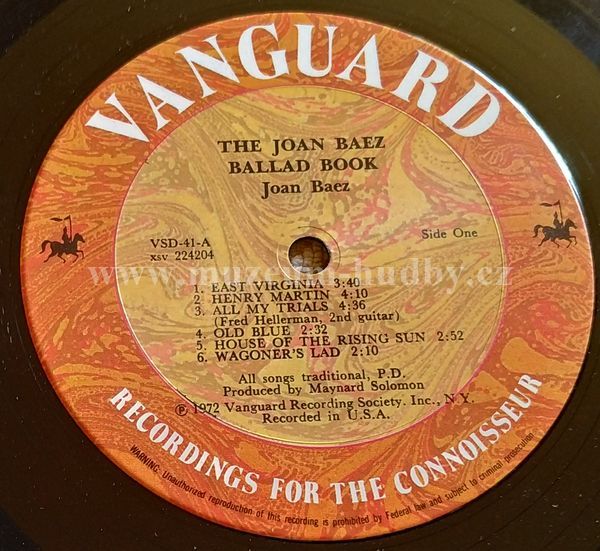 VANGUARD
THE JOAN BAEZ
BALLAD BOOK
Joan Baez
VSD-41-A
xsv 224204
Side One
www.muzeum-hudby.cz
1. EAST VIRGINIA 3:40
2. HENRY MARTIN 4:10
3. ALL MY TRIALS 4:36
(Fred Hellerman, 2nd guitar)
4. OLD BLUE 2:32
5. HOUSE OF THE RISING SUN 2:52
6. WAGONER'S LAD 2:10
All songs traditional, P.D.
Produced by Maynard Solomon
℗ 1972 Vanguard Recording Society. Inc., N.Y.
Recorded in U.S.A.
RECORDINGS FOR THE CONNOISSEUR
WARNING: Unauthorized reproduction of this recording is prohibited by Federal law and subject to criminal prosecution.